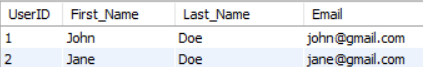 UserID First_Name Last_Name Email
1 John Doe john@gmail.com
2 Jane Doe jane@gmail.com